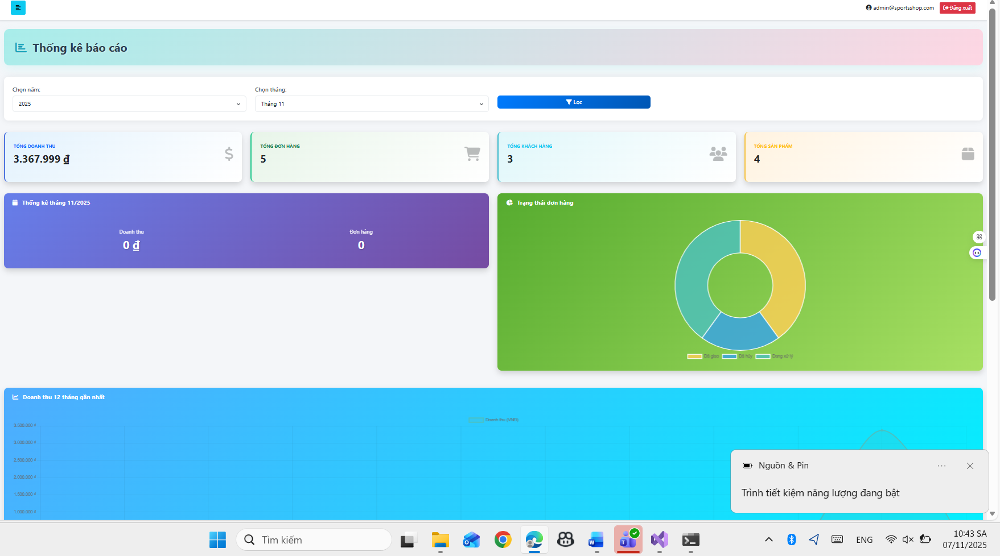 admin@sportsshop.com
Đăng xuất
Thống kê báo cáo
Chọn năm:
Chọn tháng:
2025
Tháng 11
Lọc
TỔNG DOANH THU
3.367.999 ₫
TỔNG ĐƠN HÀNG
5
TỔNG KHÁCH HÀNG
3
TỔNG SẢN PHẨM
4
Thống kê tháng 11/2025
Doanh thu
0 ₫
Đơn hàng
0
Trạng thái đơn hàng
Đã giao
Đã hủy
Đang xử lý
Doanh thu 12 tháng gần nhất
Doanh thu (VNĐ)
3.500.000 ₫
3.000.000 ₫
2.500.000 ₫
2.000.000 ₫
1.500.000 ₫
1.000.000 ₫
Nguồn & Pin
Trình tiết kiệm năng lượng đang bật
Tìm kiếm
ENG
10:43 SA
07/11/2025